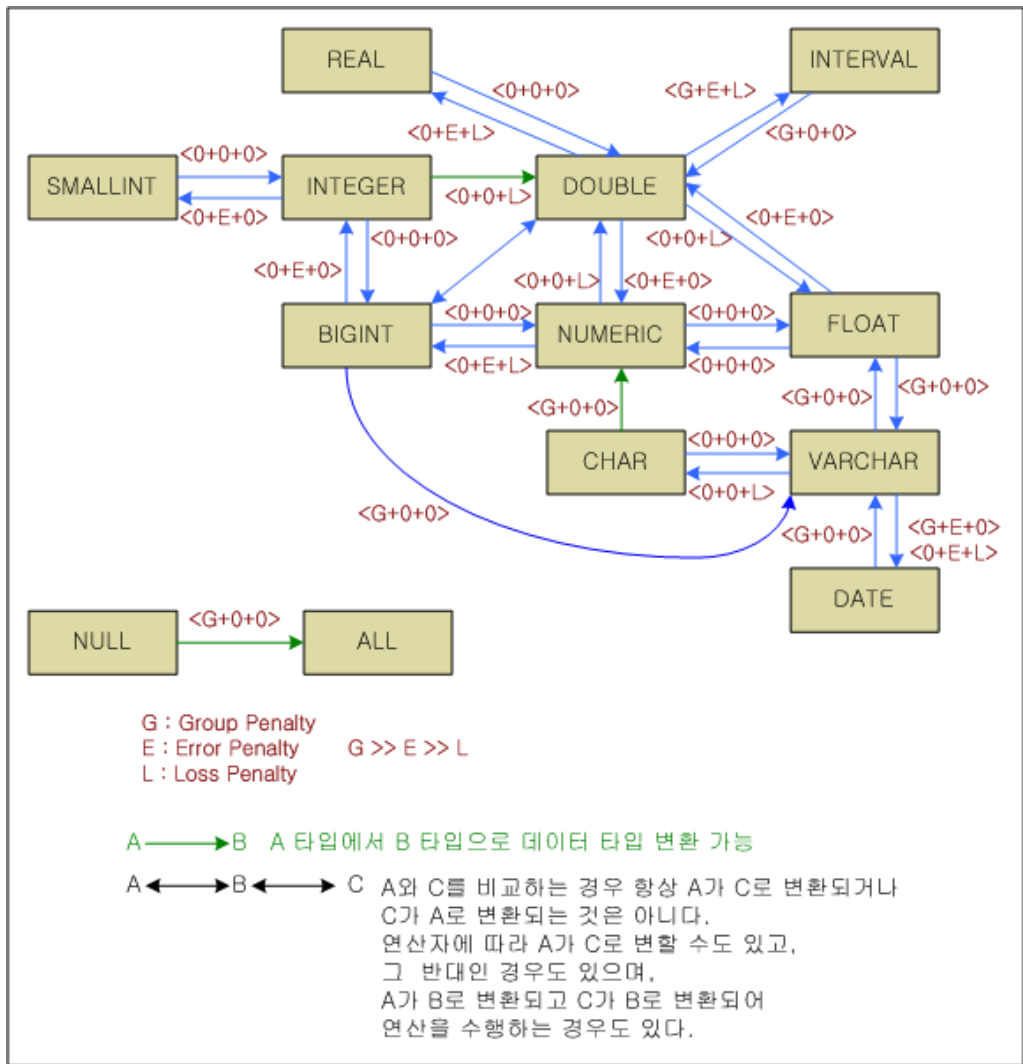 REAL
INTERVAL
<0+0+0>
<G+E+L>
<0+E+L>
<G+0+0>
<0+0+0>
SMALLINT
INTEGER
DOUBLE
<0+E+0>
<0+0+L>
<0+E+0>
<0+0+0>
<0+0+L>
<0+E+0>
<0+0+L>
<0+E+0>
BIGINT
<0+0+0>
NUMERIC
<0+0+0>
FLOAT
<0+E+L>
<0+0+0>
<G+0+0>
<G+0+0>
<G+0+0>
CHAR
<0+0+0>
VARCHAR
<0+0+L>
<G+0+0>
<G+0+0>
<G+E+0>
<0+E+L>
DATE
NULL
<G+0+0>
ALL
G : Group Penalty
E : Error Penalty G >> E >> L
L : Loss Penalty
A B A 타입에서 B 타입으로 데이터 타입 변환 가능
A B C A와 C를 비교하는 경우 항상 A가 C로 변환되거나
C가 A로 변환되는 것은 아니다.
연산자에 따라 A가 C로 변할 수도 있고,
그 반대인 경우도 있으며,
A가 B로 변환되고 C가 B로 변환되어
연산을 수행하는 경우도 있다.